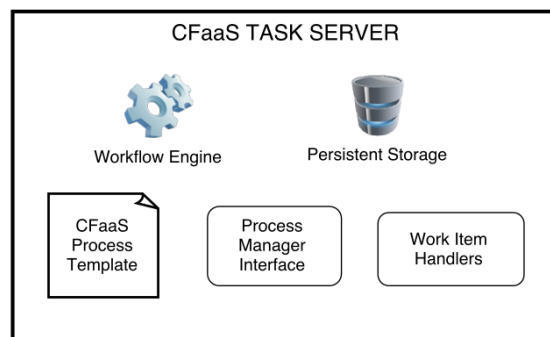 CFaaS TASK SERVER
Workflow Engine
Persistent Storage
CFaaS
Process
Template
Process
Manager
Interface
Work Item
Handlers